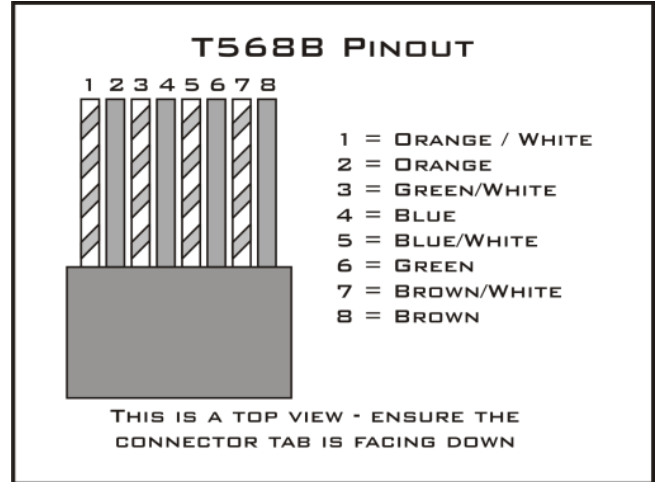 T568B PINOUT
1 2 3 4 5 6 7 8
1 = ORANGE / WHITE
2 = ORANGE
3 = GREEN/WHITE
4 = BLUE
5 = BLUE/WHITE
6 = GREEN
7 = BROWN/WHITE
8 = BROWN
THIS IS A TOP VIEW - ENSURE THE
CONNECTOR TAB IS FACING DOWN